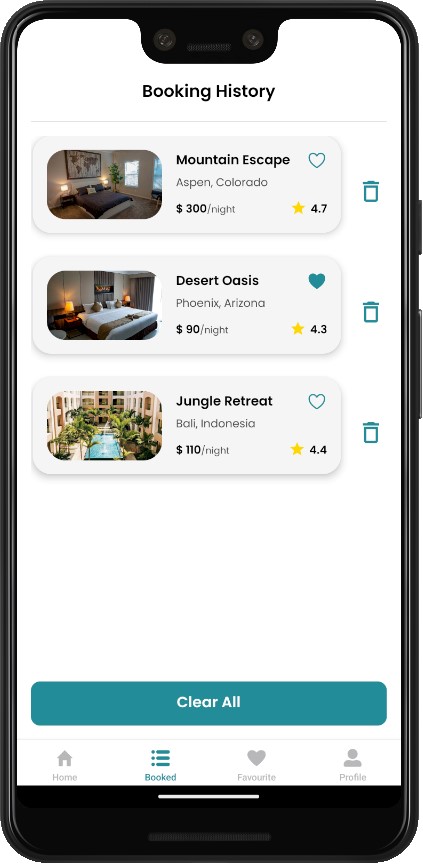 Booking History
Mountain Escape
Aspen, Colorado
$ 300/night 4.7
Desert Oasis
Phoenix, Arizona
$ 90/night 4.3
Jungle Retreat
Bali, Indonesia
$ 110/night 4.4
Clear All
Home Booked Favourite Profile